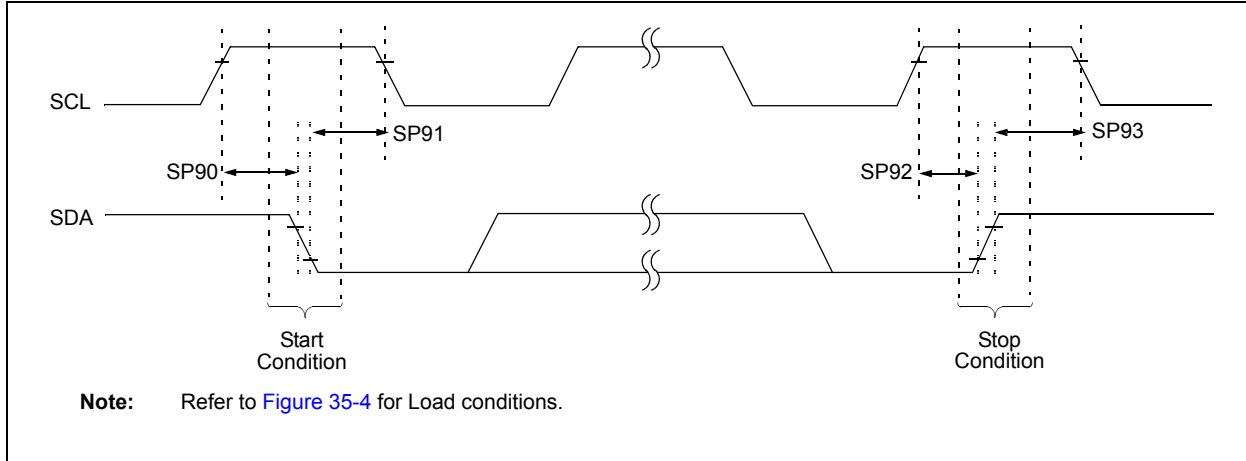 SCL
SP91
SP93
SP90
SP92
SDA
Start
Condition
Stop
Condition
Note: Refer to Figure 35-4 for Load conditions.